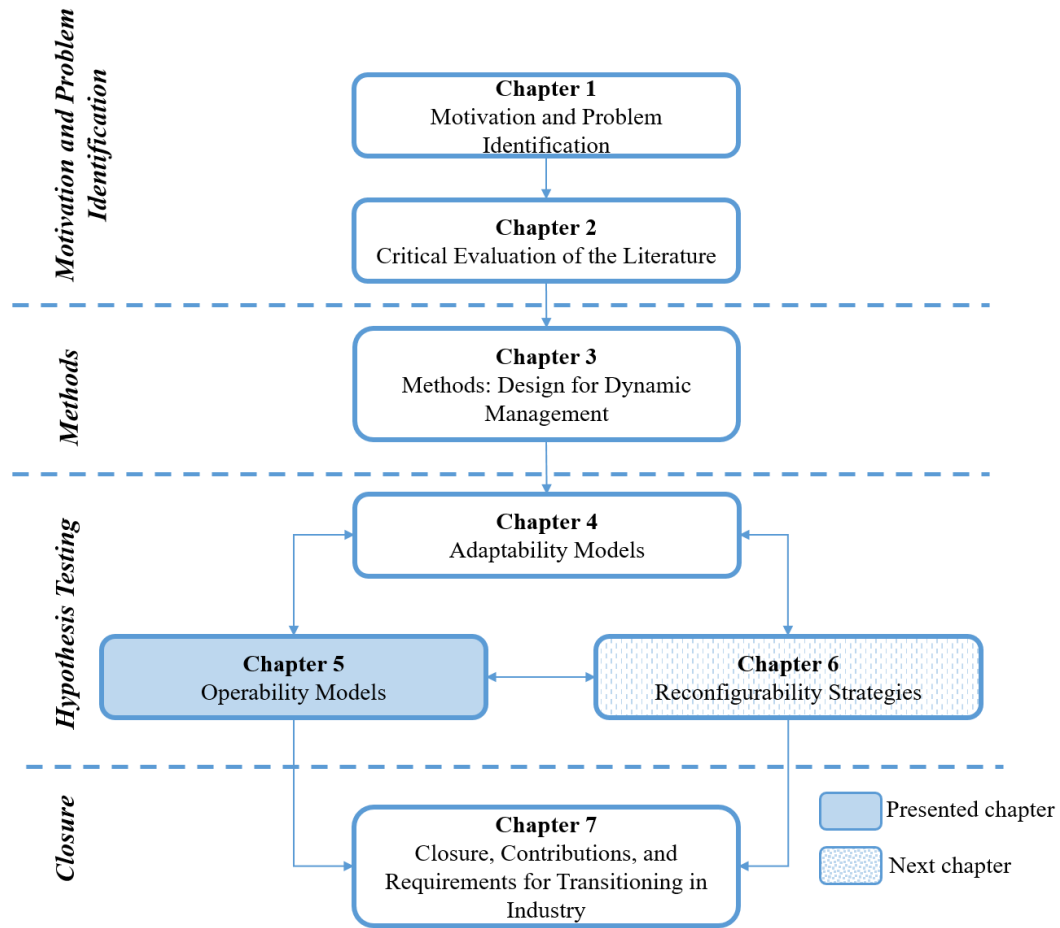 Motivation and Problem
Identification
Chapter 1
Motivation and Problem
Identification
Chapter 2
Critical Evaluation of the Literature
Methods
Chapter 3
Methods: Design for Dynamic
Management
Hypothesis Testing
Chapter 4
Adaptability Models
Chapter 5
Operability Models
Chapter 6
Reconfigurability Strategies
Closure
Chapter 7
Closure, Contributions, and
Requirements for Transitioning in
Industry
Presented chapter
Next chapter